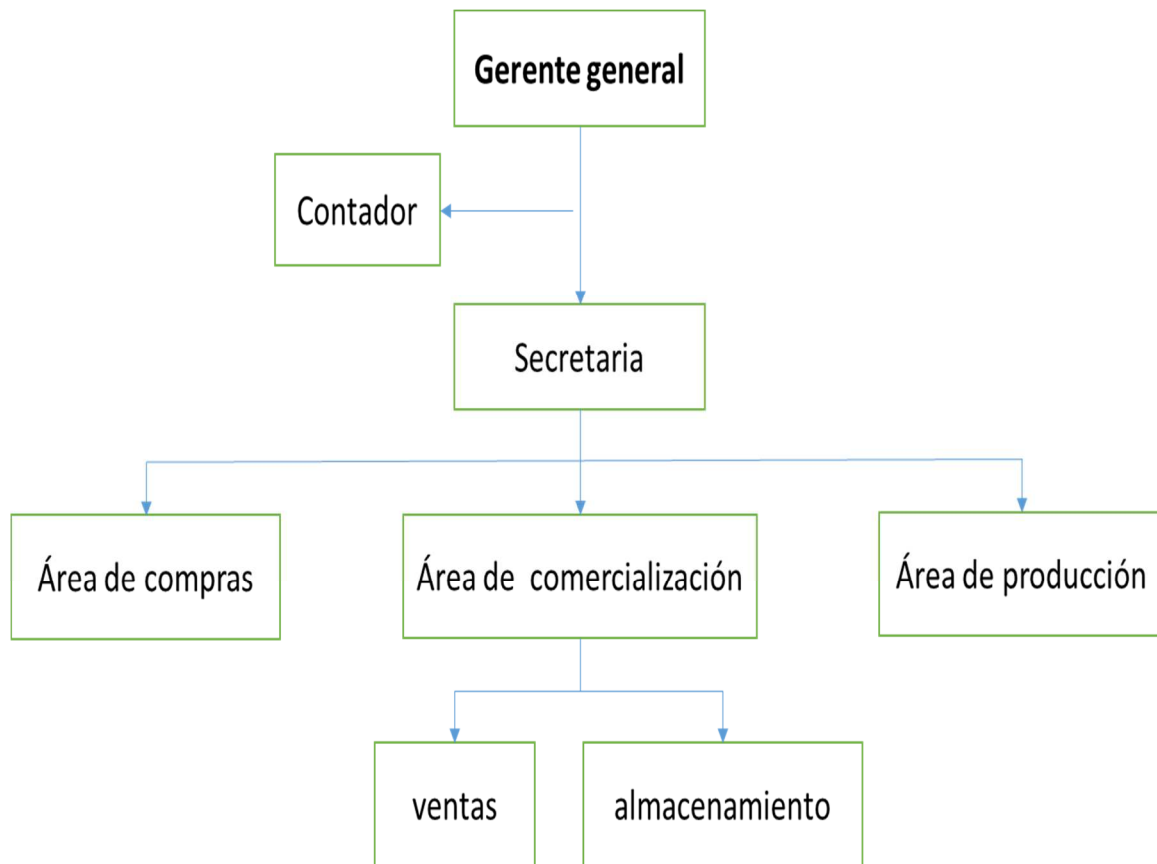 Gerente general
Contador
Secretaria
Área de compras
Área de comercialización
Área de producción
ventas
almacenamiento